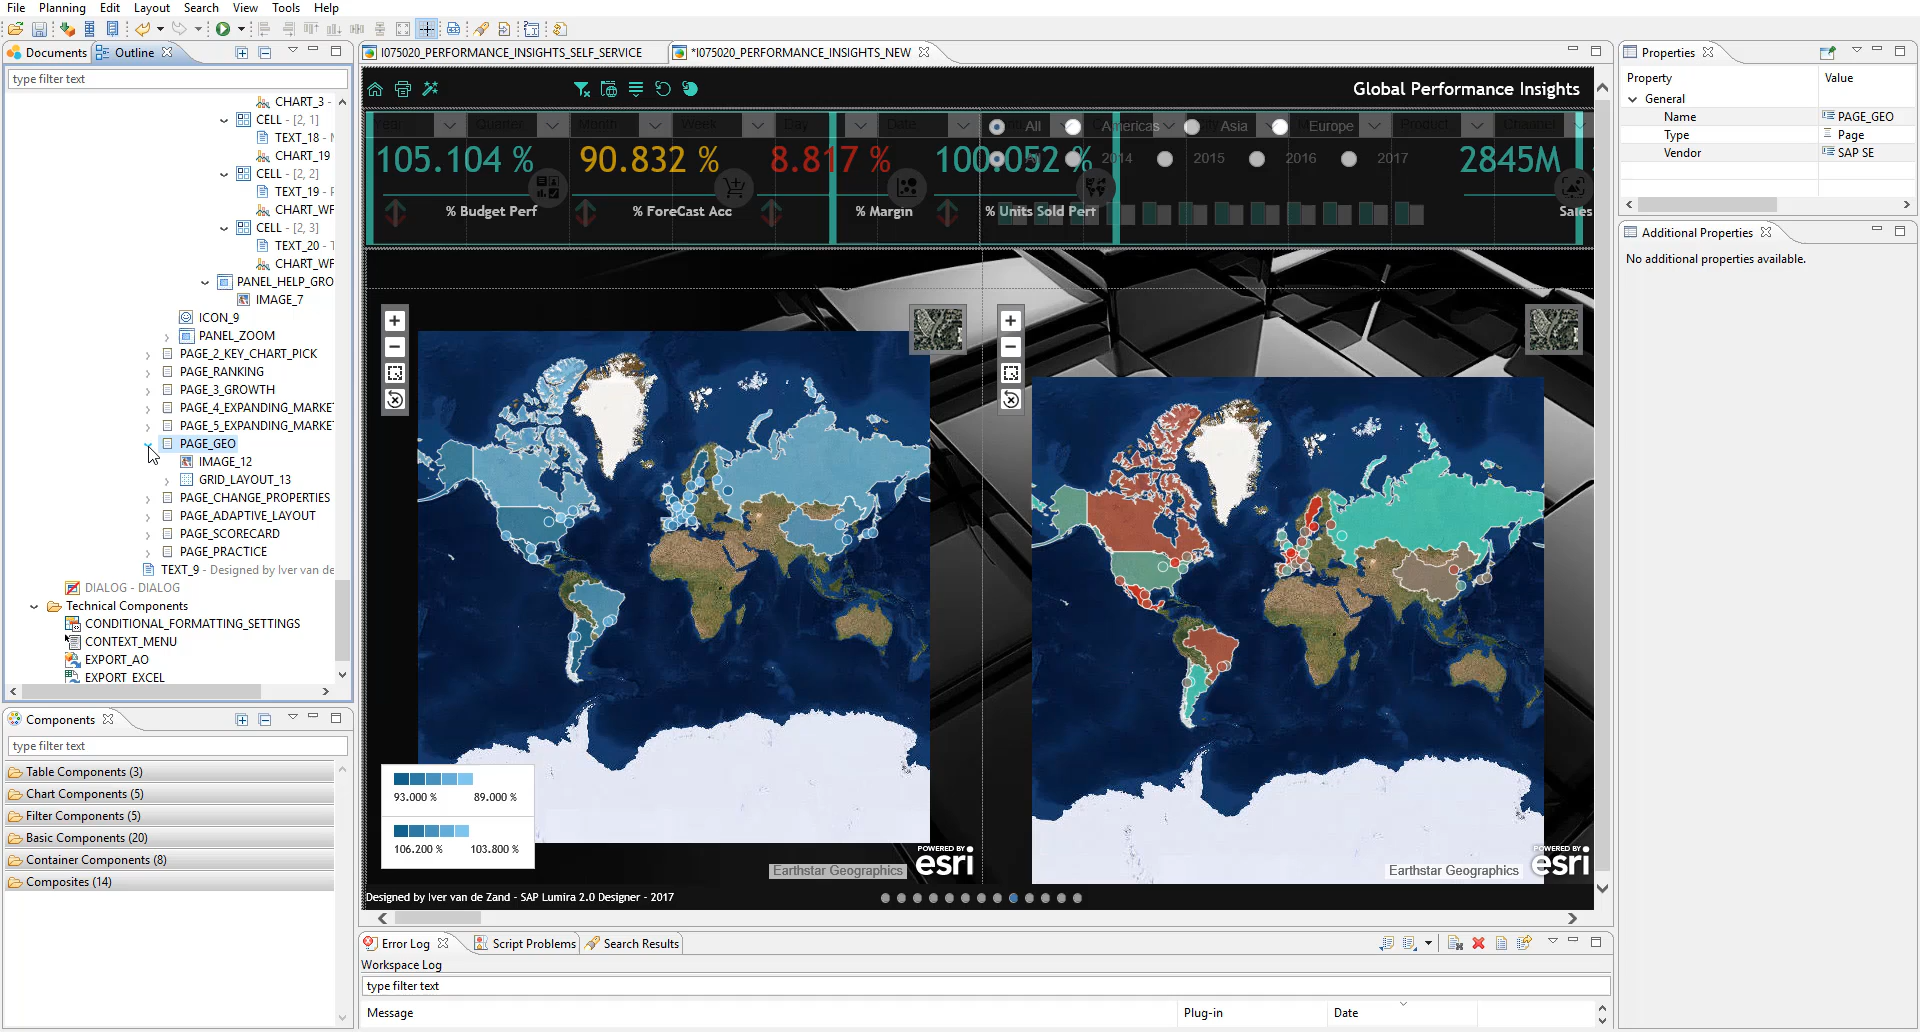 File Planning Edit Layout Search View Tools Help
Documents Outline
type filter text
CHART_3 -
CELL - [2, 1]
TEXT_18 -
CHART_19
CELL - [2, 2]
TEXT_19 -
CHART_WF
CELL - [2, 3]
TEXT_20 -
CHART_WF
PANEL_HELP_GRO
IMAGE_7
ICON_9
PANEL_ZOOM
PAGE_2_KEY_CHART_PICK
PAGE_RANKING
PAGE_3_GROWTH
PAGE_4_EXPANDING_MARKE
PAGE_5_EXPANDING_MARKE
PAGE_GEO
IMAGE_12
GRID_LAYOUT_13
PAGE_CHANGE_PROPERTIES
PAGE_ADAPTIVE_LAYOUT
PAGE_SCORECARD
PAGE_PRACTICE
TEXT_9 - Designed by Iver van de
DIALOG - DIALOG
Technical Components
CONDITIONAL_FORMATTING_SETTINGS
CONTEXT_MENU
EXPORT_AO
EXPORT_EXCEL
Components
type filter text
Table Components (3)
Chart Components (5)
Filter Components (5)
Basic Components (20)
Container Components (8)
Composites (14)
I075020_PERFORMANCE_INSIGHTS_SELF_SERVICE *I075020_PERFORMANCE_INSIGHTS_NEW
Global Performance Insights
Year Quarter Month Week Day Date Product Channel
All Americas Asia Europe
105.104 % 90.832 % 8.817 % 100.052 % 2845M
2014 2015 2016 2017
% Budget Perf % ForeCast Acc % Margin % Units Sold Perf Sales
93.000 % 89.000 %
106.200 % 103.800 %
Earthstar Geographics
POWERED BY
esri
Earthstar Geographics
POWERED BY
esri
Designed by Iver van de Zand - SAP Lumira 2.0 Designer - 2017
Error Log Script Problems Search Results
Workspace Log
type filter text
Message Plug-in Date
Properties
Property Value
General
Name PAGE_GEO
Type Page
Vendor SAP SE
Additional Properties
No additional properties available.